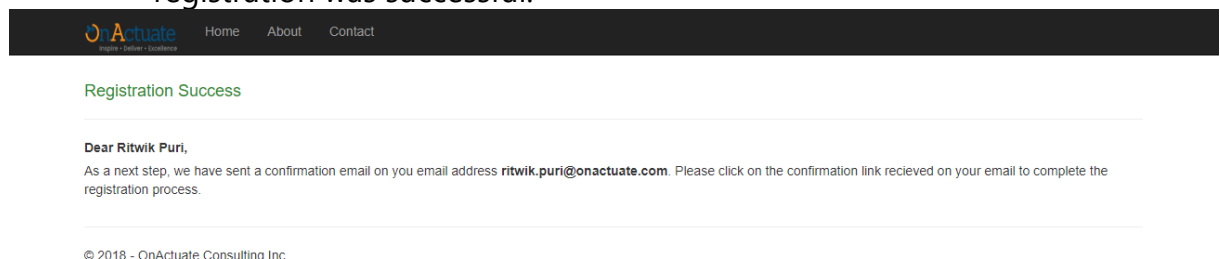 registration was successful.
OnActuate Home About Contact
Inspire - Deliver - Excellence
Registration Success
Dear Ritwik Puri,
As a next step, we have sent a confirmation email on you email address ritwik.puri@onactuate.com. Please click on the confirmation link recieved on your email to complete the
registration process.
© 2018 - OnActuate Consulting Inc